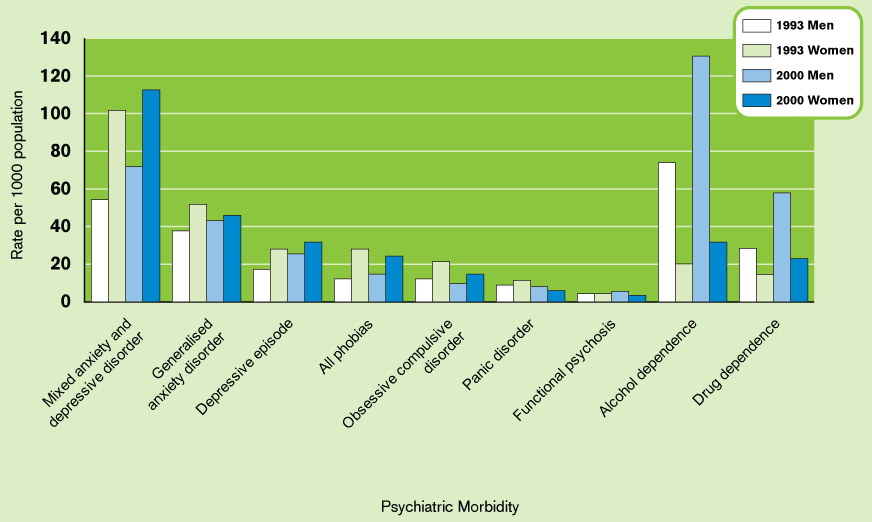 140
120
100
80
60
40
20
0
Rate per 1000 population
1993 Men
1993 Women
2000 Men
2000 Women
Mixed anxiety and
depressive disorder
Generalised
anxiety disorder
Depressive episode
All phobias
Obsessive compulsive
disorder
Panic disorder
Functional psychosis
Alcohol dependence
Drug dependence
Psychiatric Morbidity